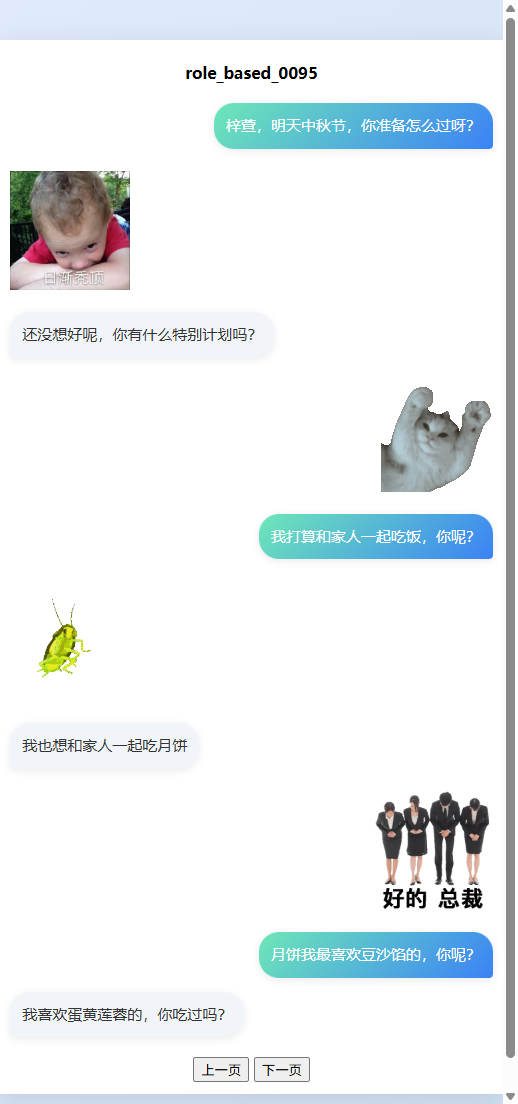 role_based_0095
梓萱，明天中秋节，你准备怎么过呀？
日渐秃顶
还没想好呢，你有什么特别计划吗？
我打算和家人一起吃饭，你呢？
我也想和家人一起吃月饼
好的 总裁
月饼我最喜欢豆沙馅的，你呢？
我喜欢蛋黄莲蓉的，你吃过吗？
上一页 下一页